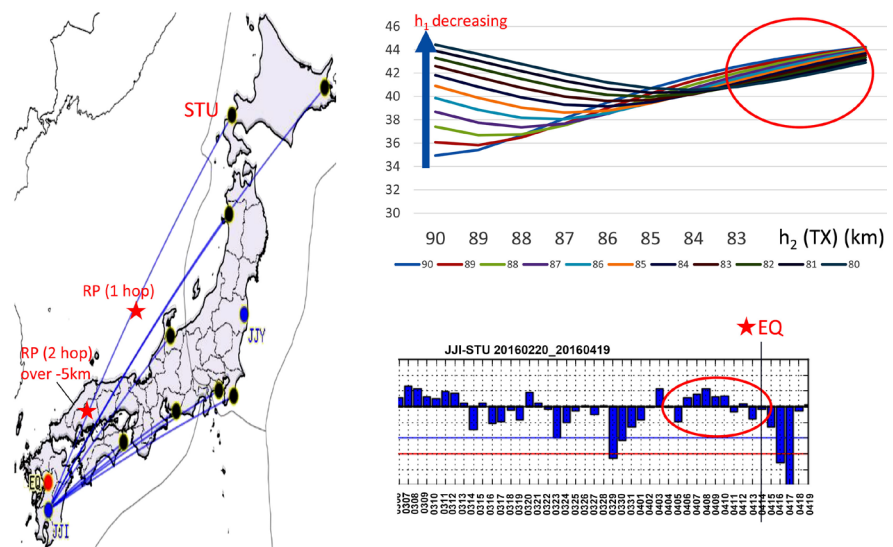 STU
RP (1 hop)
RP (2 hop)
over -5km
JJY
EQ
JJI
h₁ decreasing
46
44
42
40
38
36
34
32
30
90 89 88 87 86 85 84 83 h₂ (TX) (km)
90 89 88 87 86 85 84 83 82 81 80
EQ
JJI-STU 20160220_20160419
0307 0308 0309 0310 0311 0312 0313 0314 0315 0316 0317 0318 0319 0320 0321 0322 0323 0324 0325 0326 0327 0328 0329 0330 0331 0401 0402 0403 0404 0405 0406 0407 0408 0409 0410 0411 0412 0413 0414 0415 0416 0417 0418 0419